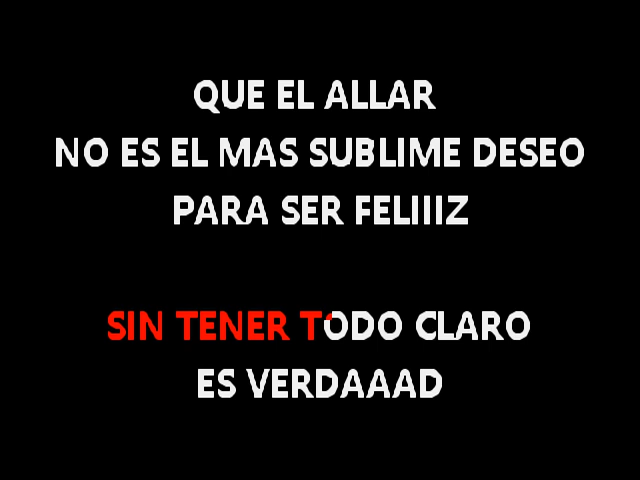 QUE EL ALLAR
NO ES EL MAS SUBLIME DESEO
PARA SER FELIIIZ
SIN TENER TODO CLARO
ES VERDAAAD